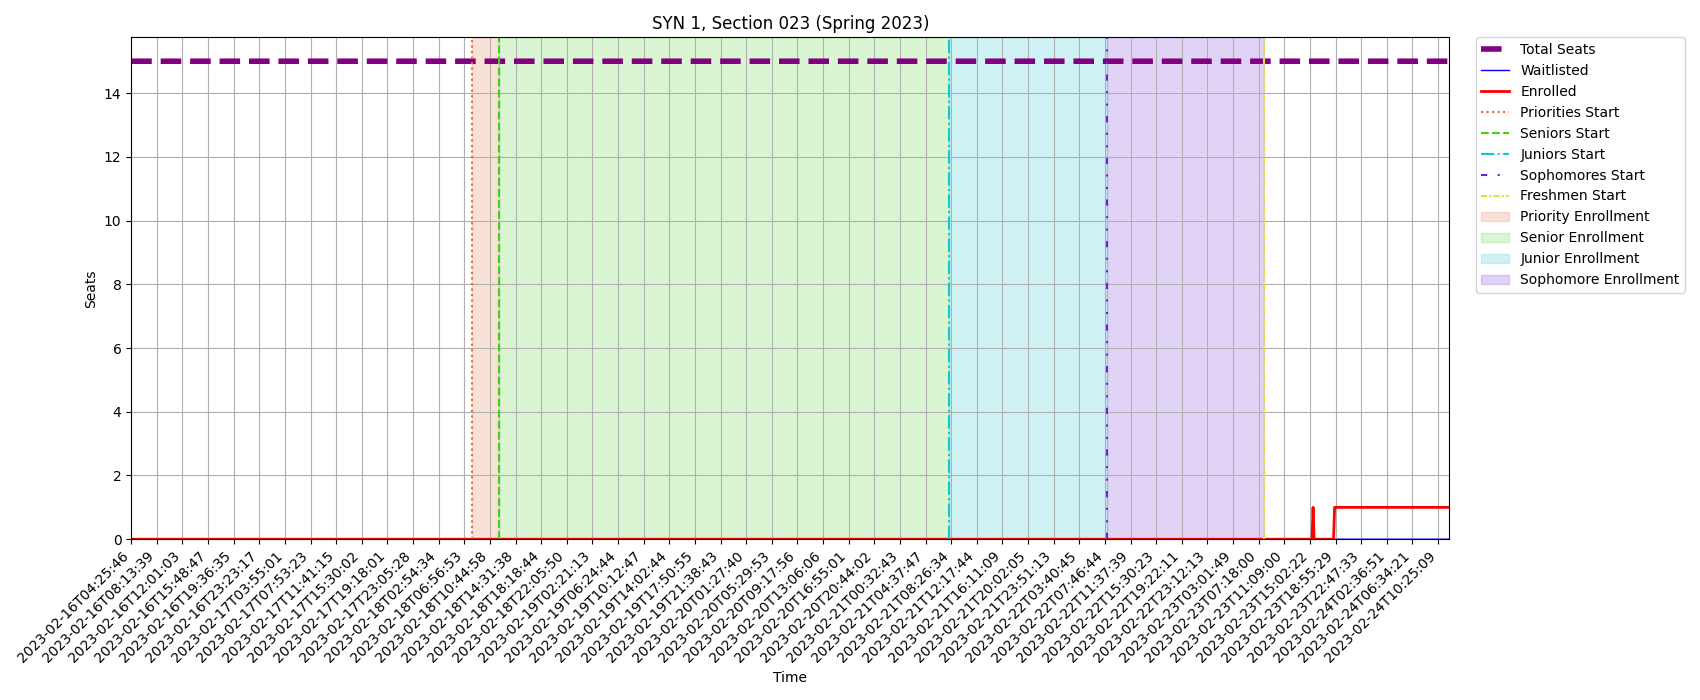 SYN 1, Section 023 (Spring 2023)
Total Seats
Waitlisted
Enrolled
Priorities Start
Seniors Start
Juniors Start
Sophomores Start
Freshmen Start
Priority Enrollment
Senior Enrollment
Junior Enrollment
Sophomore Enrollment
Seats
14
12
10
8
6
4
2
0
2023-02-16T04:25:46
2023-02-16T08:13:39
2023-02-16T12:01:03
2023-02-16T15:48:47
2023-02-16T19:36:35
2023-02-16T23:23:17
2023-02-17T03:55:01
2023-02-17T07:53:23
2023-02-17T11:41:15
2023-02-17T15:30:02
2023-02-17T19:18:01
2023-02-17T23:05:28
2023-02-18T02:54:34
2023-02-18T06:56:53
2023-02-18T10:44:58
2023-02-18T14:31:38
2023-02-18T18:18:44
2023-02-18T22:05:50
2023-02-19T02:21:13
2023-02-19T06:24:44
2023-02-19T10:12:47
2023-02-19T14:02:44
2023-02-19T17:50:55
2023-02-19T21:38:43
2023-02-20T01:27:40
2023-02-20T05:29:53
2023-02-20T09:17:56
2023-02-20T13:06:06
2023-02-20T16:55:01
2023-02-20T20:44:02
2023-02-21T00:32:43
2023-02-21T04:37:47
2023-02-21T08:26:34
2023-02-21T12:17:44
2023-02-21T16:11:09
2023-02-21T20:02:05
2023-02-21T23:51:13
2023-02-22T03:40:45
2023-02-22T07:46:44
2023-02-22T11:37:39
2023-02-22T15:30:23
2023-02-22T19:22:11
2023-02-22T23:12:13
2023-02-23T03:01:49
2023-02-23T07:18:00
2023-02-23T11:09:00
2023-02-23T15:02:22
2023-02-23T18:55:29
2023-02-23T22:47:33
2023-02-24T02:36:51
2023-02-24T06:34:21
2023-02-24T10:25:09
Time